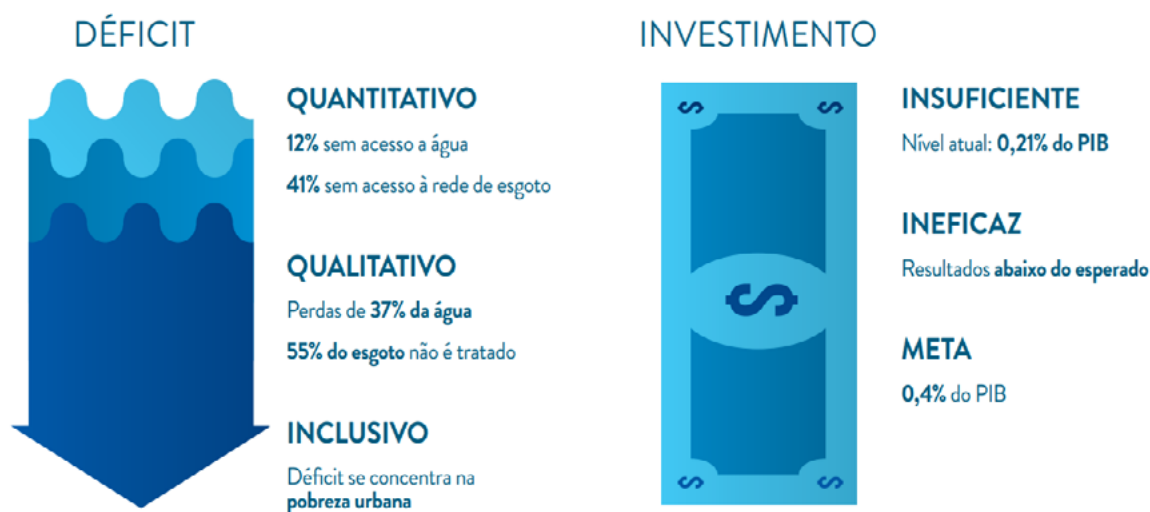 DÉFICIT
QUANTITATIVO
12% sem acesso a água
41% sem acesso à rede de esgoto
QUALITATIVO
Perdas de 37% da água
55% do esgoto não é tratado
INCLUSIVO
Déficit se concentra na
pobreza urbana
INVESTIMENTO
$ $
$
$ $
INSUFICIENTE
Nível atual: 0,21% do PIB
INEFICAZ
Resultados abaixo do esperado
META
0,4% do PIB